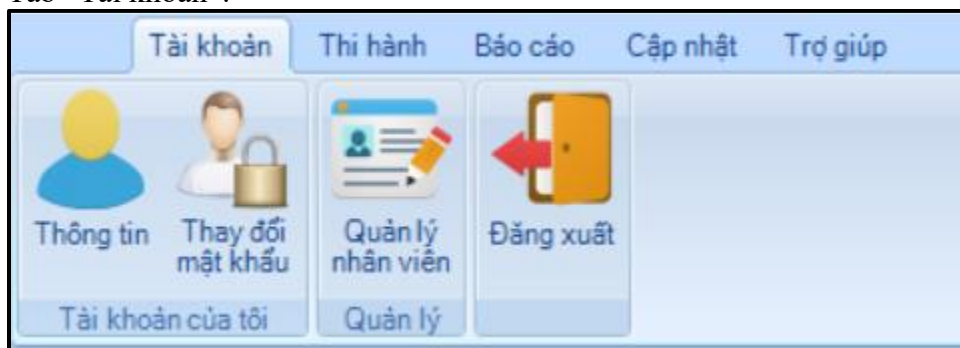 Tài khoản Thi hành Báo cáo Cập nhật Trợ giúp
Thông tin
Thay đổi
mật khẩu
Quản lý
nhân viên
Đăng xuất
Tài khoản của tôi
Quản lý